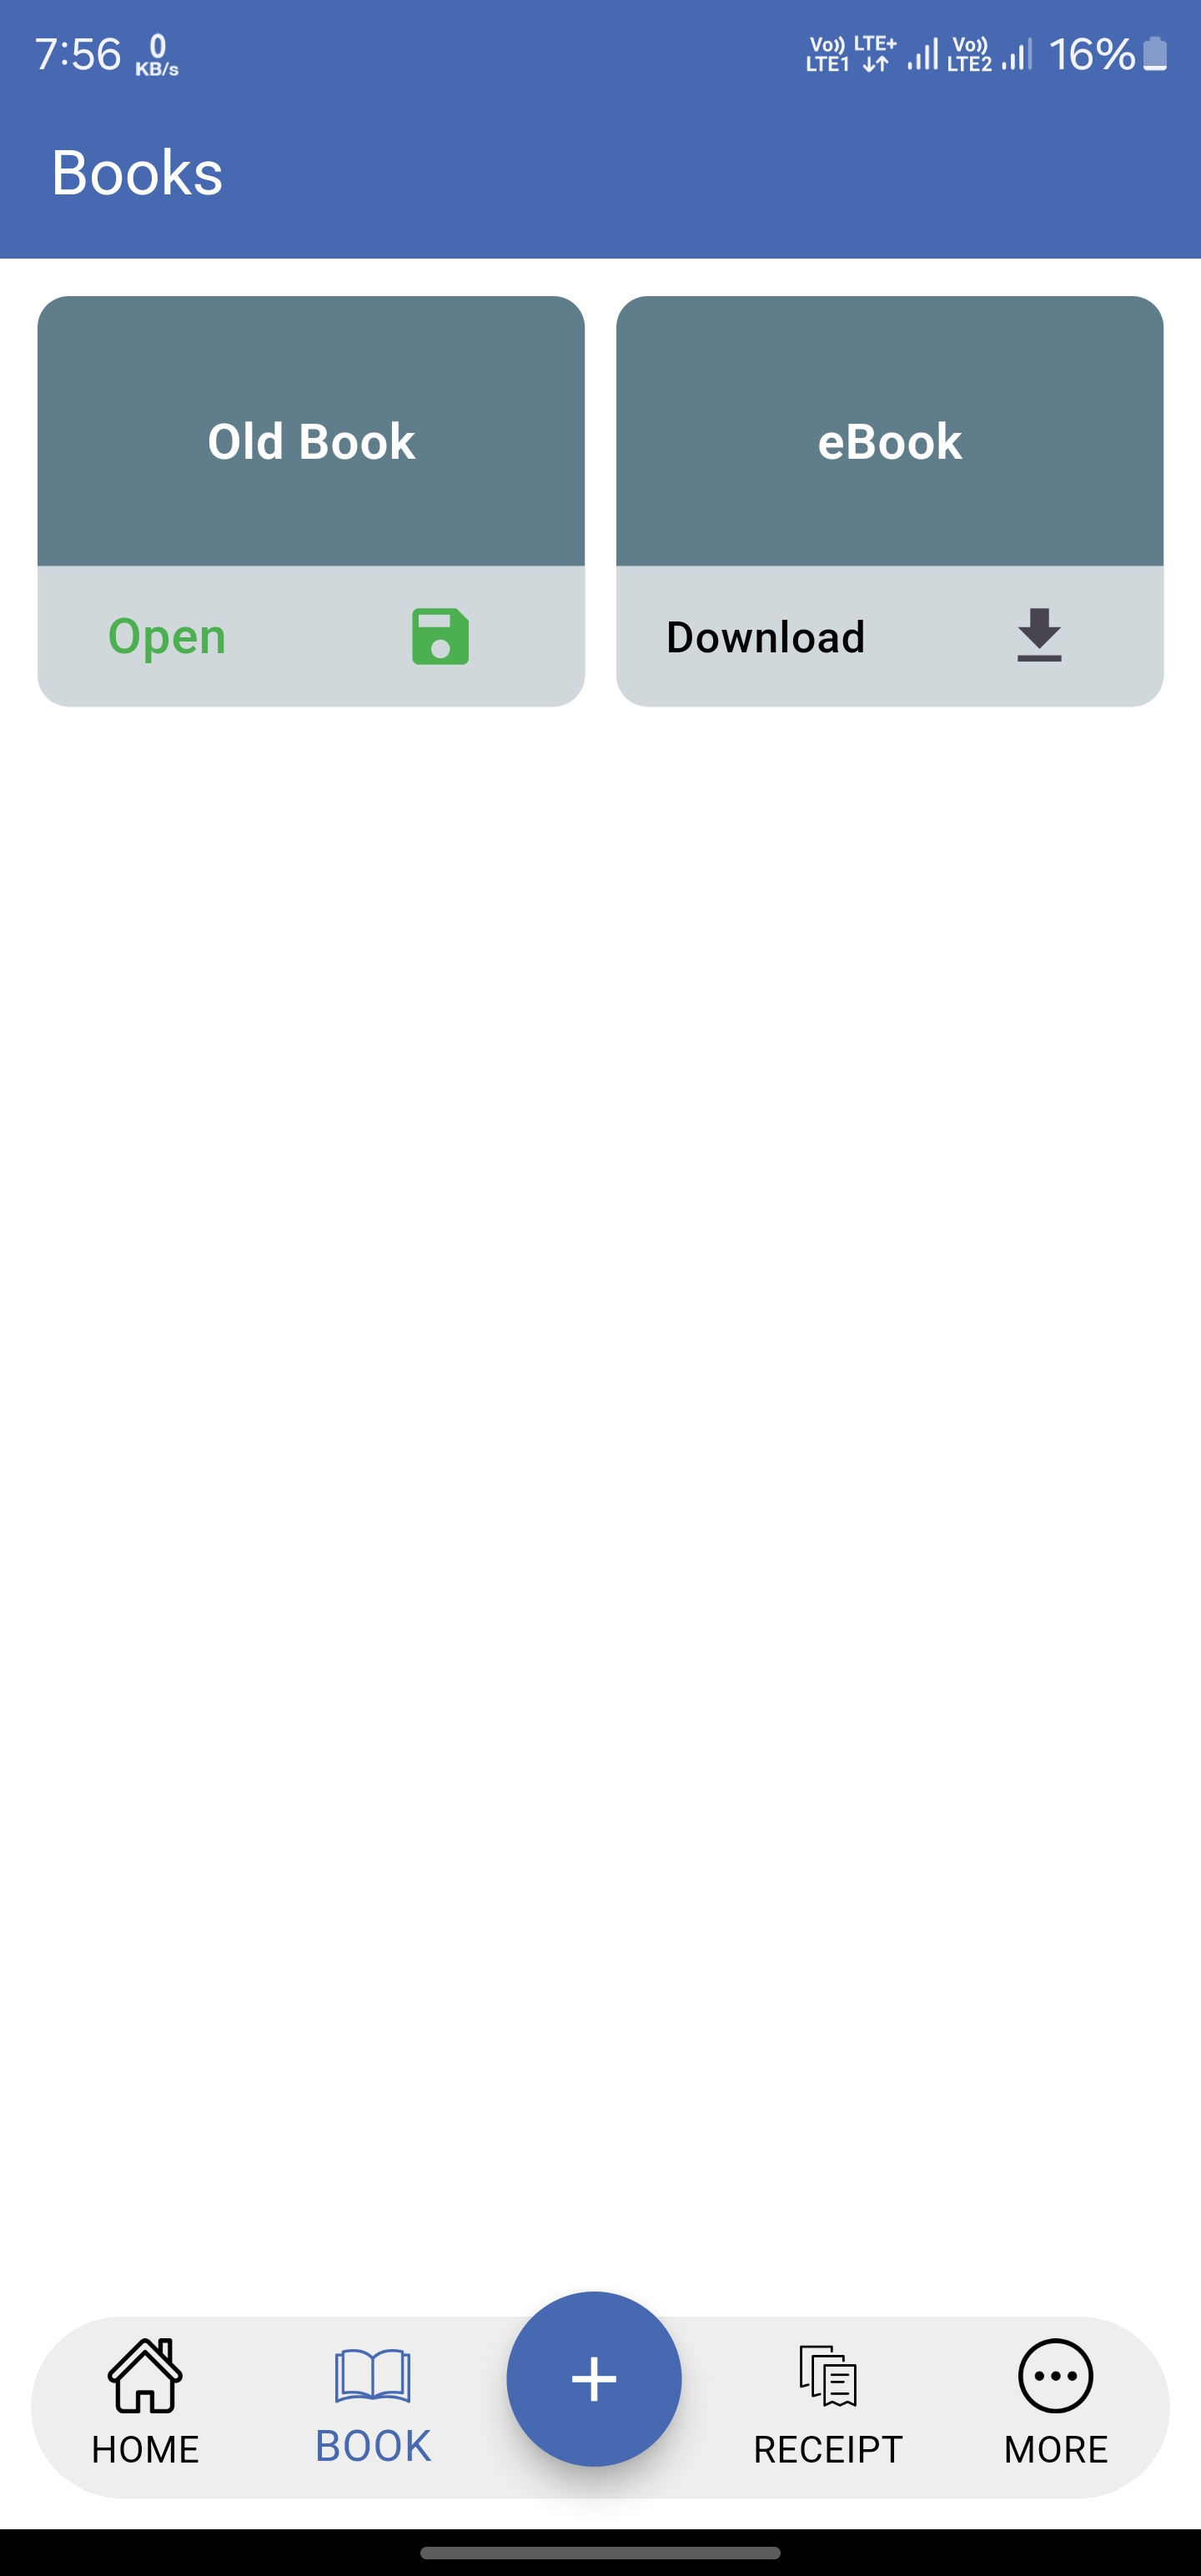 7:56 0 KB/s Vo)) LTE1 LTE+ Vo)) LTE2 16%
Books
Old Book
eBook
Open
Download
HOME
BOOK
RECEIPT
MORE